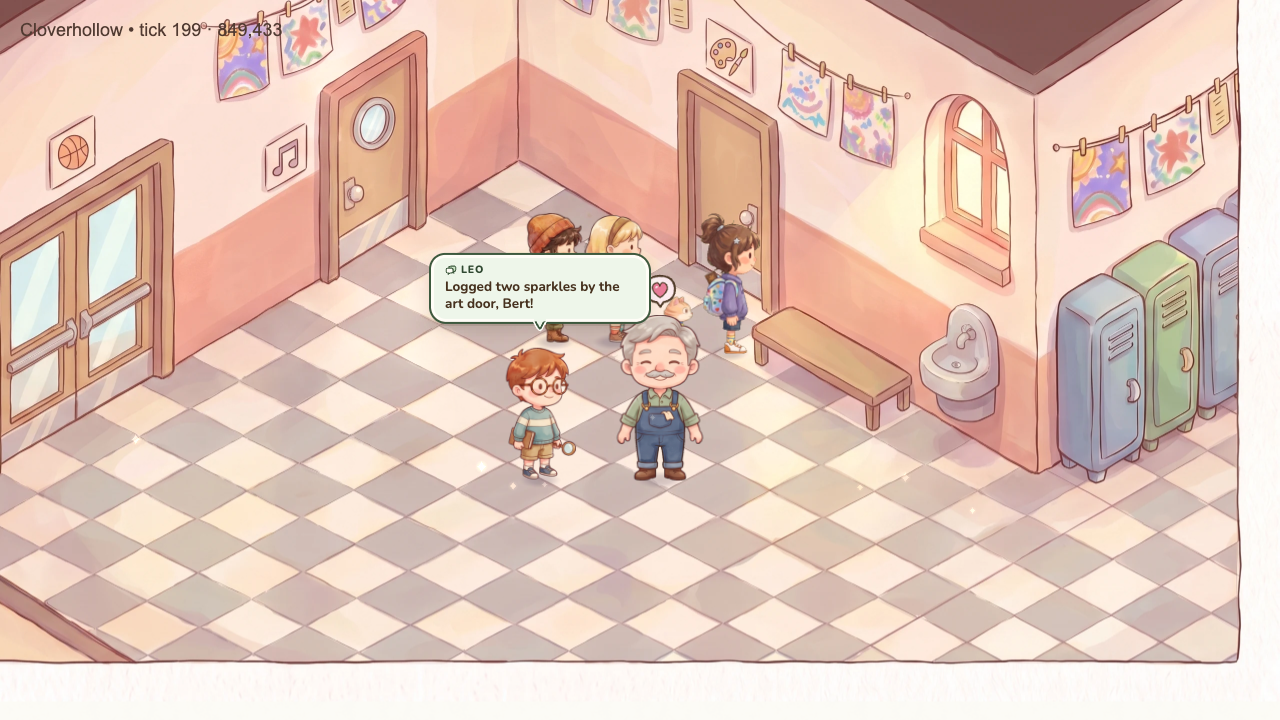 Cloverhollow • tick 199 · 849,433
LEO
Logged two sparkles by the
art door, Bert!